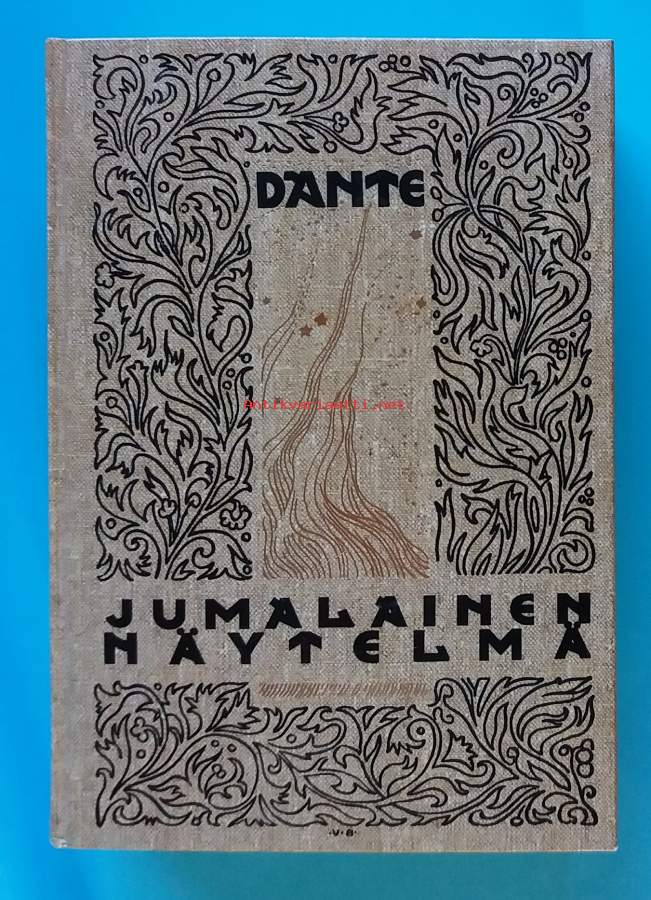 DANTE
Antikvariaatti.net
JUMALAINEN
NÄYTELMÄ
·V·B·